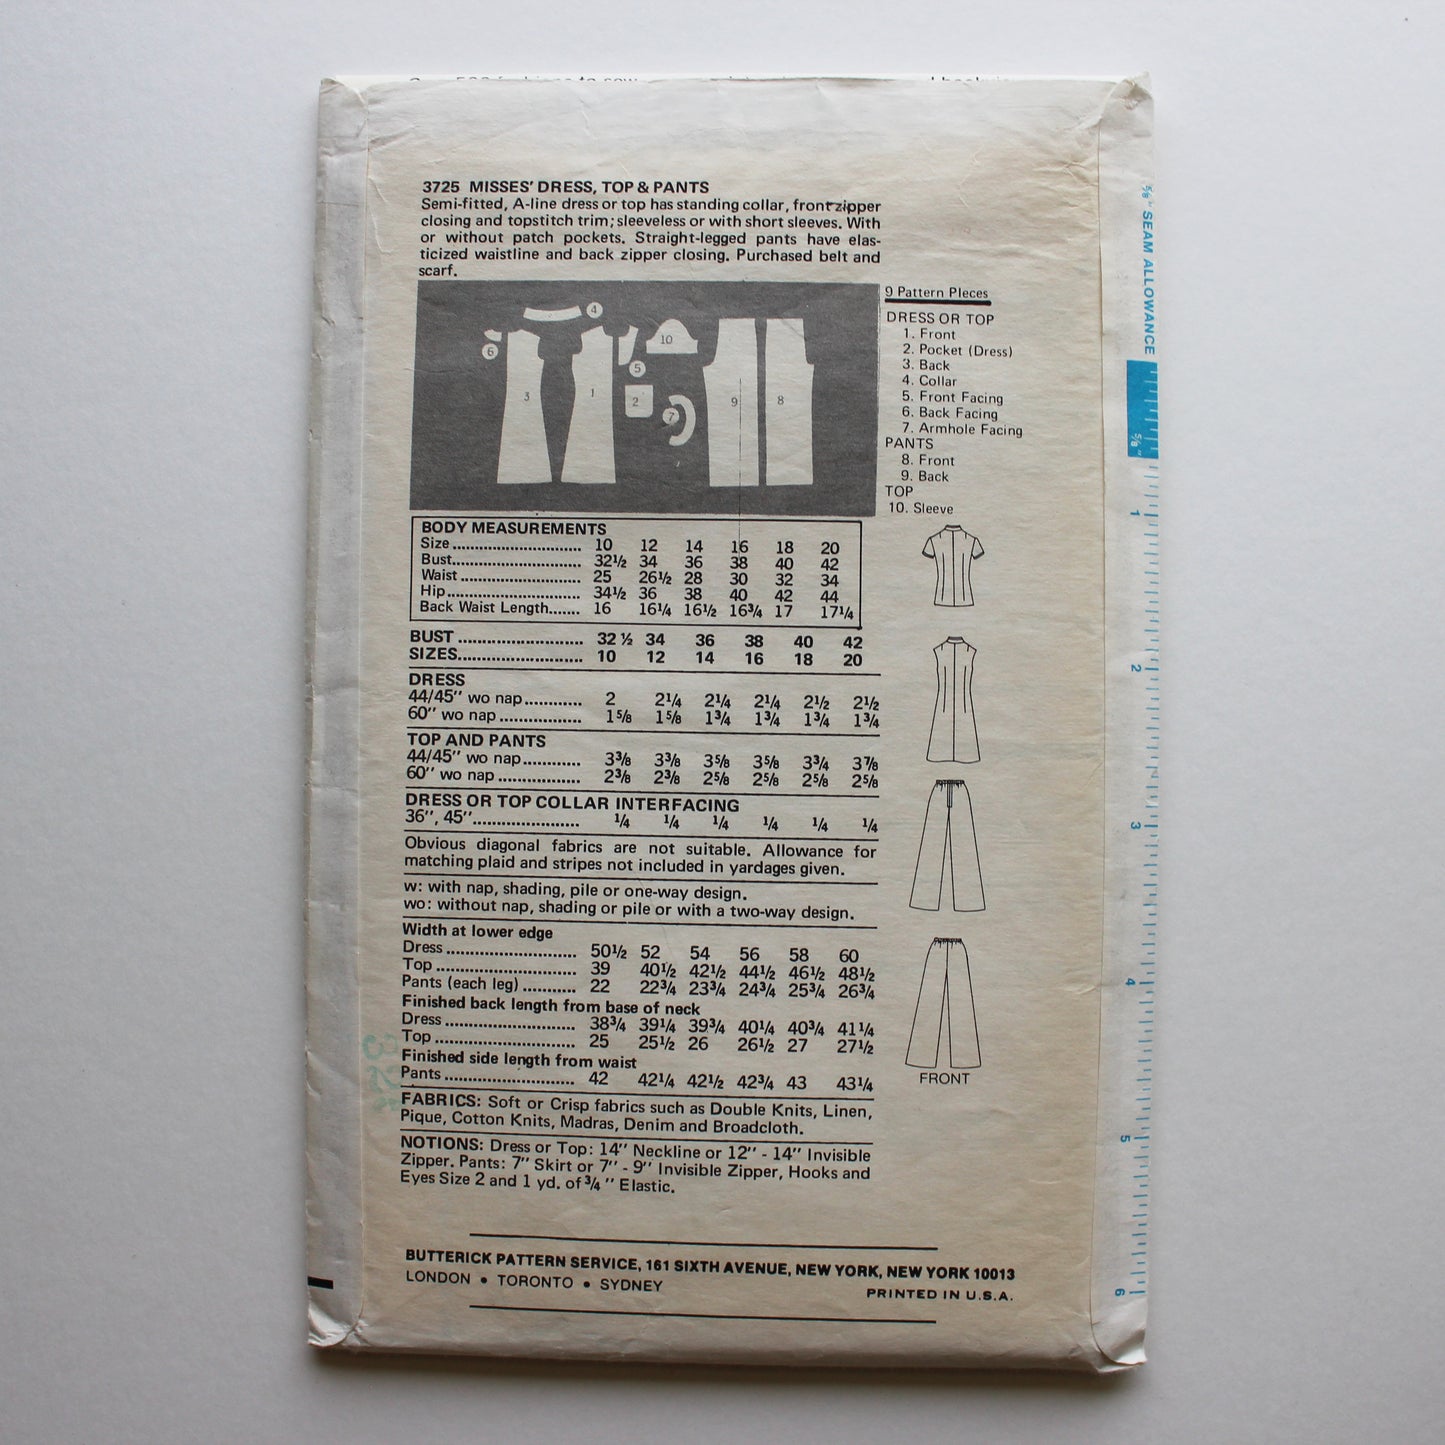 3725 MISSES' DRESS, TOP & PANTS
Semi-fitted, A-line dress or top has standing collar, front zipper
closing and topstitch trim; sleeveless or with short sleeves. With
or without patch pockets. Straight-legged pants have elas-
ticized waistline and back zipper closing. Purchased belt and
scarf.
9 Pattern Pieces
DRESS OR TOP
1. Front
2. Pocket (Dress)
3. Back
4. Collar
5. Front Facing
6. Back Facing
7. Armhole Facing
PANTS
8. Front
9. Back
TOP
10. Sleeve
4
6
10
5
3
1
2
7
9
8
BODY MEASUREMENTS
Size 10 12 14 16 18 20
Bust 32½ 34 36 38 40 42
Waist 25 26½ 28 30 32 34
Hip 34½ 36 38 40 42 44
Back Waist Length 16 16¼ 16½ 16¾ 17 17¼
BUST 32 ½ 34 36 38 40 42
SIZES 10 12 14 16 18 20
DRESS
44/45" wo nap 2 2¼ 2¼ 2¼ 2½ 2½
60" wo nap 1⅝ 1⅝ 1¾ 1¾ 1¾ 1¾
TOP AND PANTS
44/45" wo nap 3⅜ 3⅜ 3⅝ 3⅝ 3¾ 3⅞
60" wo nap 2⅜ 2⅜ 2⅝ 2⅝ 2⅝ 2⅝
DRESS OR TOP COLLAR INTERFACING
36", 45" ¼ ¼ ¼ ¼ ¼ ¼
Obvious diagonal fabrics are not suitable. Allowance for
matching plaid and stripes not included in yardages given.
w: with nap, shading, pile or one-way design.
wo: without nap, shading or pile or with a two-way design.
Width at lower edge
Dress 50½ 52 54 56 58 60
Top 39 40½ 42½ 44½ 46½ 48½
Pants (each leg) 22 22¾ 23¾ 24¾ 25¾ 26¾
Finished back length from base of neck
Dress 38¾ 39¼ 39¾ 40¼ 40¾ 41¼
Top 25 25½ 26 26½ 27 27½
Finished side length from waist
Pants 42 42¼ 42½ 42¾ 43 43¼
FRONT
FABRICS: Soft or Crisp fabrics such as Double Knits, Linen,
Pique, Cotton Knits, Madras, Denim and Broadcloth.
NOTIONS: Dress or Top: 14" Neckline or 12" - 14" Invisible
Zipper. Pants: 7" Skirt or 7" - 9" Invisible Zipper, Hooks and
Eyes Size 2 and 1 yd. of ¾" Elastic.
BUTTERICK PATTERN SERVICE, 161 SIXTH AVENUE, NEW YORK, NEW YORK 10013
LONDON • TORONTO • SYDNEY
PRINTED IN U.S.A.
⅝" SEAM ALLOWANCE
⅝"
1
2
3
4
5
6